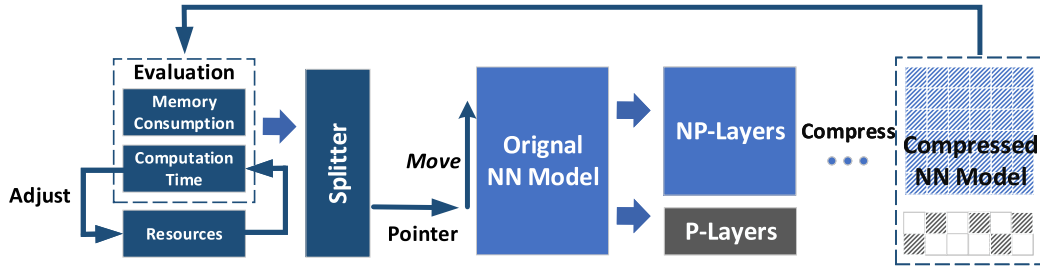 Evaluation
Memory
Consumption
Computation
Time
Adjust
Resources
Splitter
Move
Pointer
Orignal
NN Model
NP-Layers
P-Layers
Compress
Compressed
NN Model